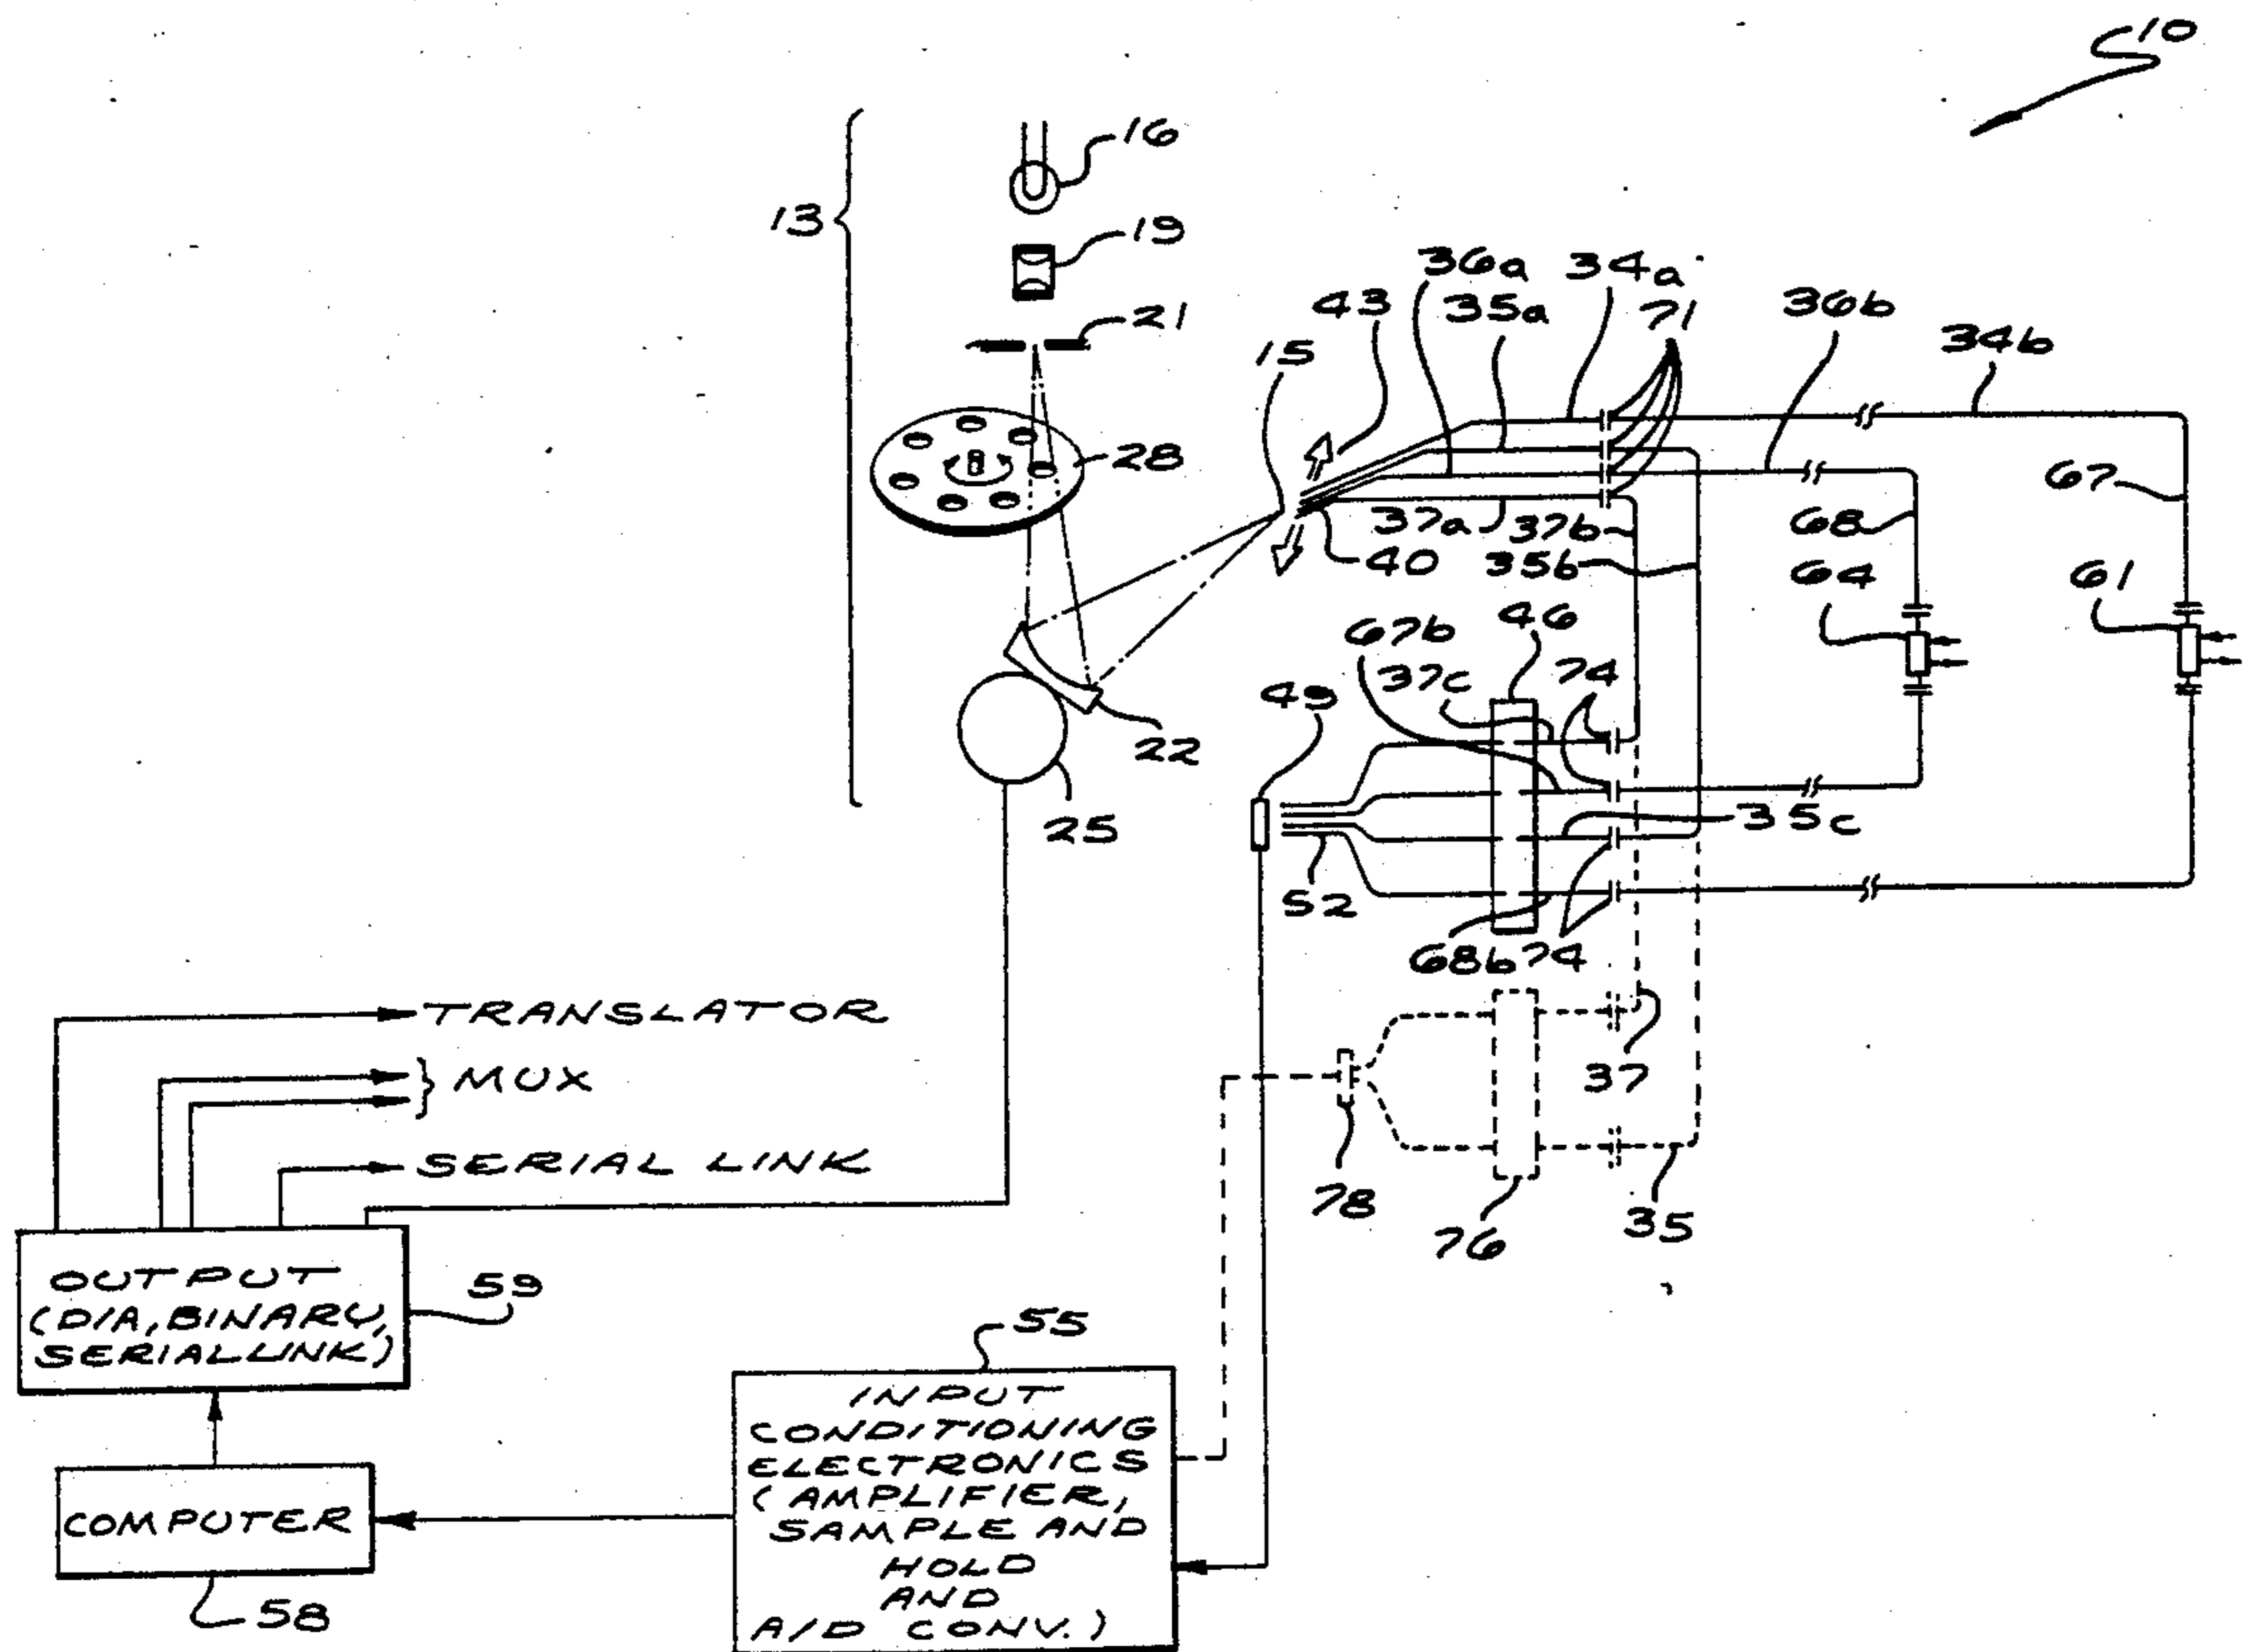 10
16
13
19
36a 34a
43 35a 71 36b
21
15
34b
28
67
37a 37b
68
40 35b
64 61
67b 46
37c 74
49
22
25
35c
52
68b 74
TRANSLATOR
37
} MUX
SERIAL LINK
78
76
35
OUTPUT
(D/A, BINARY,
SERIAL LINK)
59
55
INPUT
CONDITIONING
ELECTRONICS
(AMPLIFIER,
SAMPLE AND
HOLD
AND
A/D CONV.)
COMPUTER
58